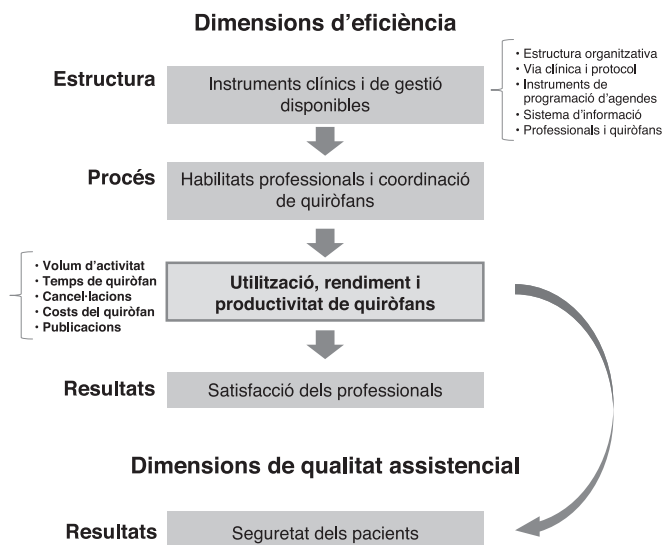 Dimensions d'eficiència
Estructura
Instruments clínics i de gestió
disponibles
• Estructura organitzativa
• Via clínica i protocol
• Instruments de
programació d'agendes
• Sistema d'informació
• Professionals i quiròfans
Procés
Habilitats professionals i coordinació
de quiròfans
• Volum d'activitat
• Temps de quiròfan
• Cancel·lacions
• Costs del quiròfan
• Publicacions
Utilització, rendiment i
productivitat de quiròfans
Resultats
Satisfacció dels professionals
Dimensions de qualitat assistencial
Resultats
Seguretat dels pacients